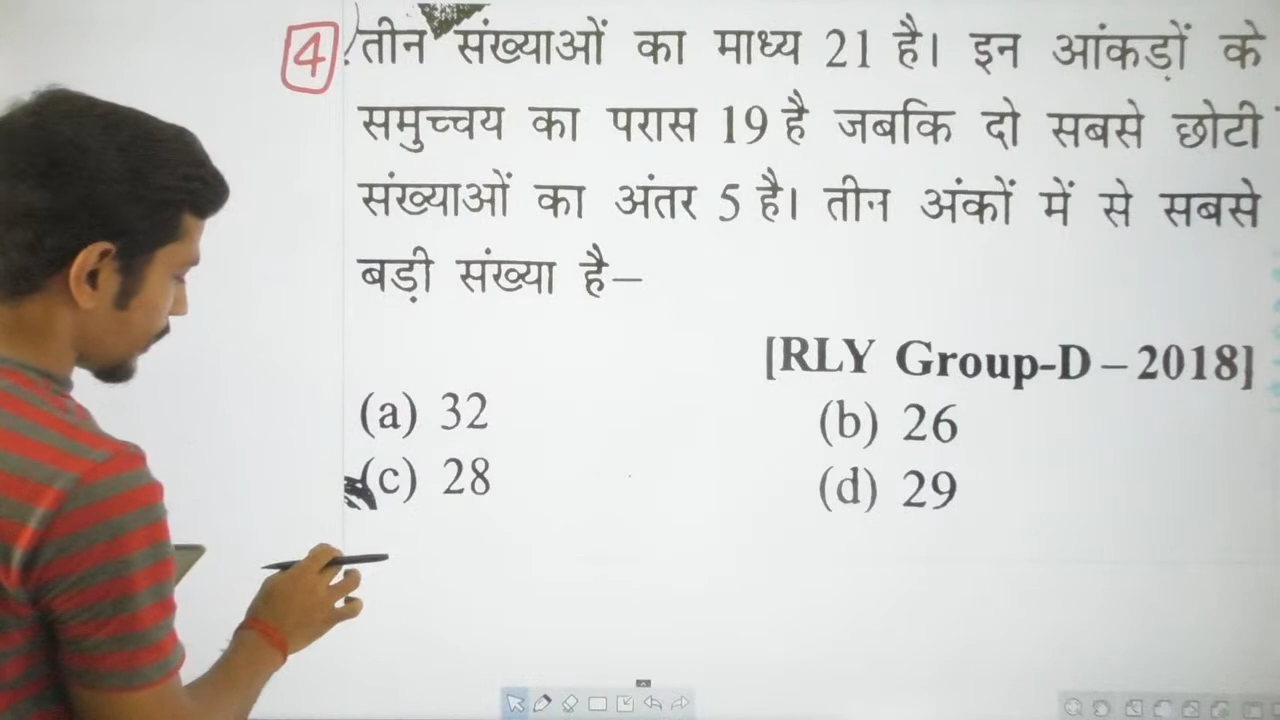 4 तीन संख्याओं का माध्य 21 है। इन आंकड़ों के
समुच्चय का परास 19 है जबकि दो सबसे छोटी
संख्याओं का अंतर 5 है। तीन अंकों में से सबसे
बड़ी संख्या है–
[RLY Group-D – 2018]
(a) 32 (b) 26
(c) 28 (d) 29